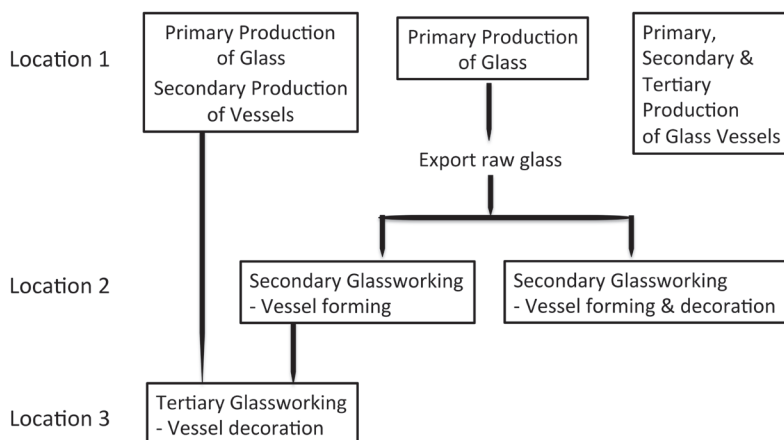 Location 1
Primary Production
of Glass
Secondary Production
of Vessels
Primary Production
of Glass
Primary,
Secondary &
Tertiary
Production
of Glass Vessels
Export raw glass
Location 2
Secondary Glassworking
- Vessel forming
Secondary Glassworking
- Vessel forming & decoration
Location 3
Tertiary Glassworking
- Vessel decoration